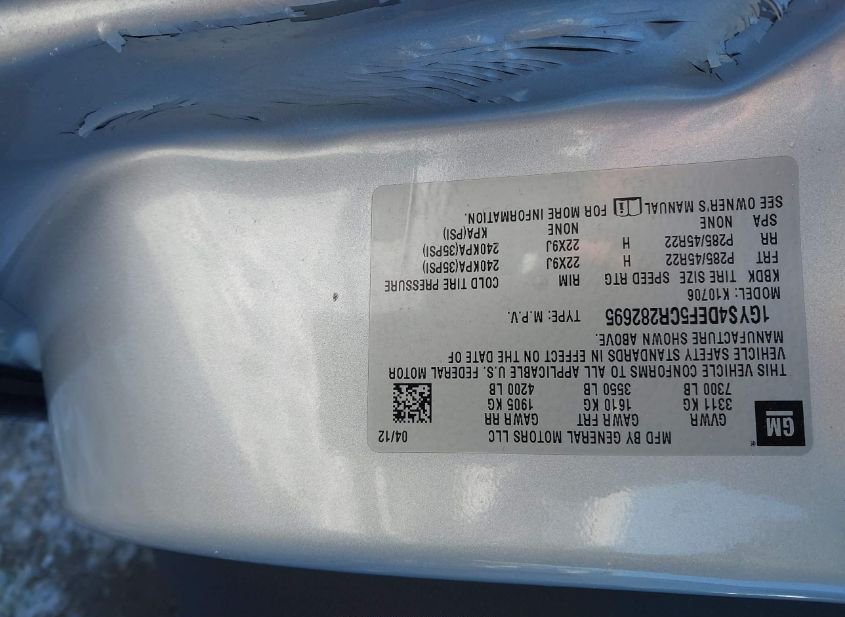 GM
MFD BY GENERAL MOTORS LLC 04/12
GVWR GAWR FRT GAWR RR
3311 KG 1610 KG 1905 KG
7300 LB 3550 LB 4200 LB
THIS VEHICLE CONFORMS TO ALL APPLICABLE U.S. FEDERAL MOTOR
VEHICLE SAFETY STANDARDS IN EFFECT ON THE DATE OF
MANUFACTURE SHOWN ABOVE.
1GYS4DEF5CR282695 TYPE: M.P.V.
MODEL: K10706
KBDK TIRE SIZE SPEED RTG RIM COLD TIRE PRESSURE
FRT P285/45R22 H 22X9J 240KPA(35PSI)
RR P285/45R22 H 22X9J 240KPA(35PSI)
SPA NONE NONE KPA(PSI)
SEE OWNER'S MANUAL FOR MORE INFORMATION.